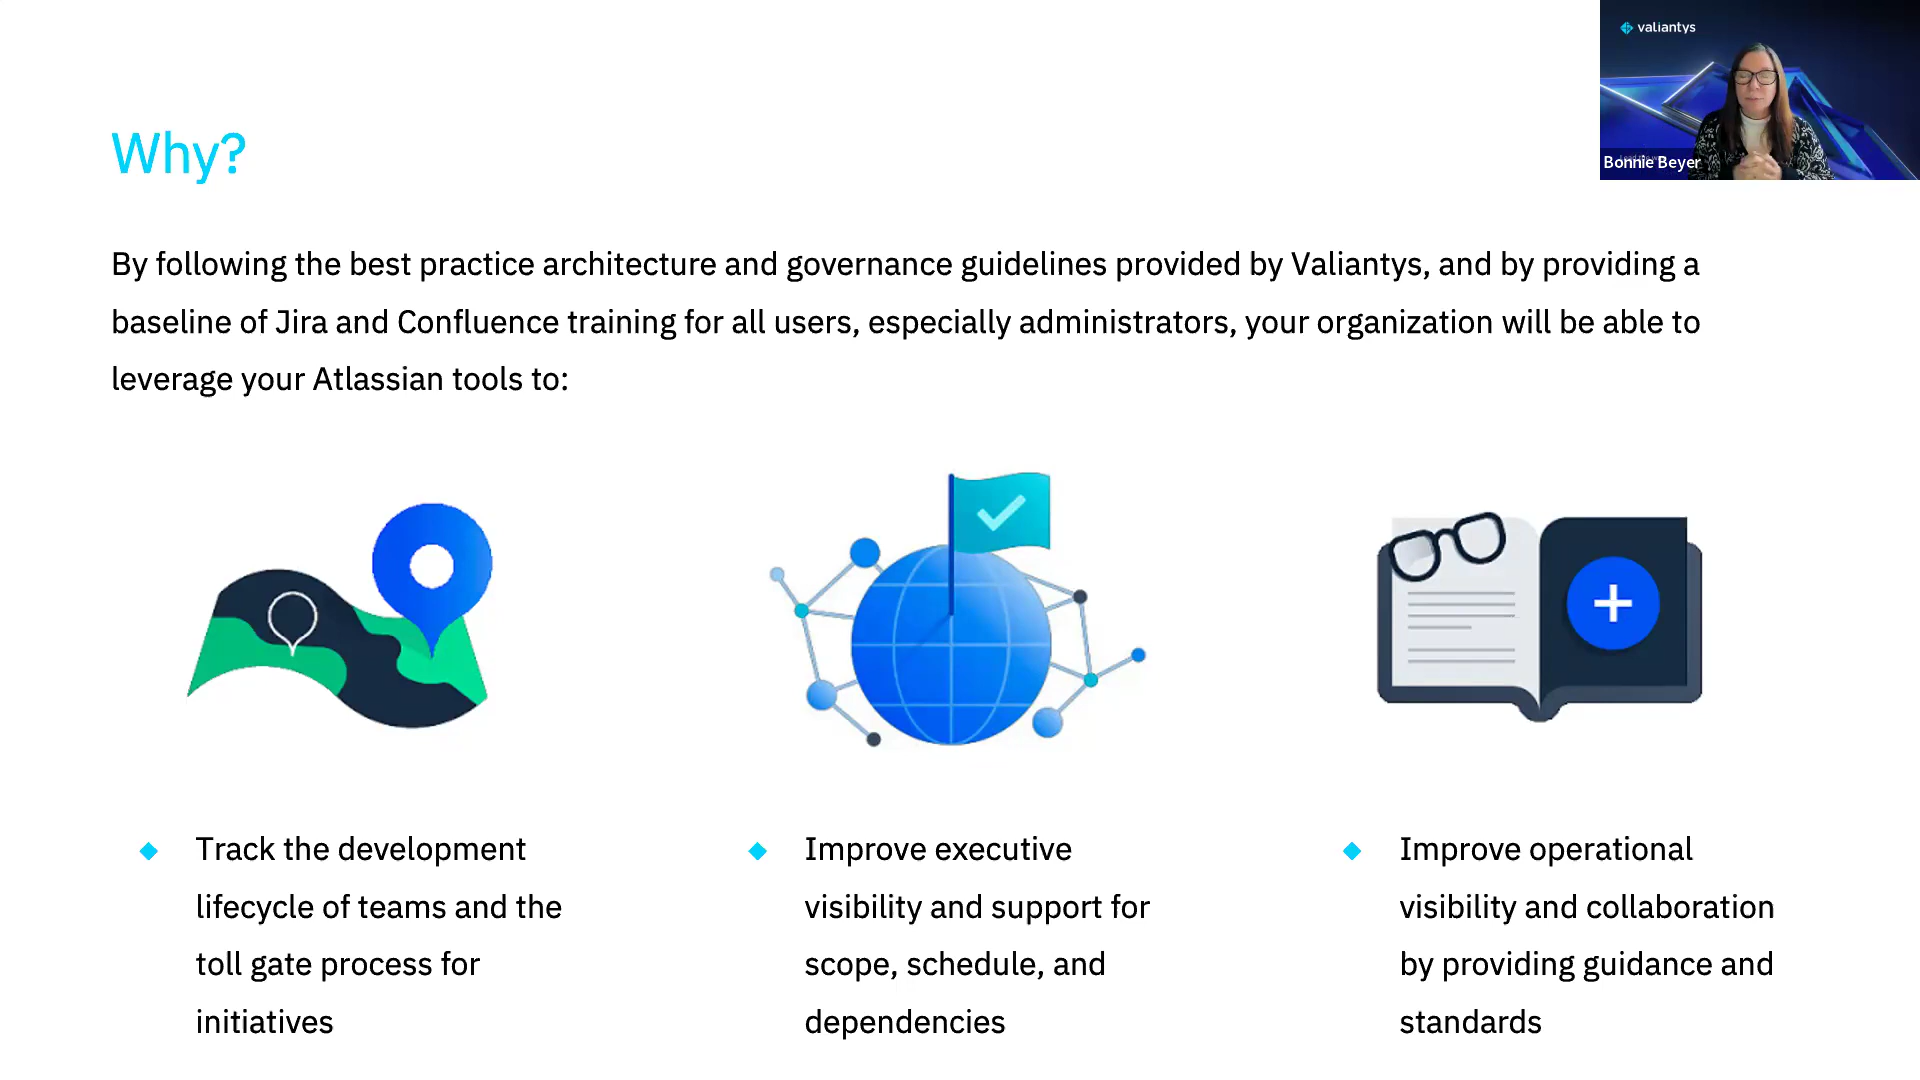 valiantys
Bonnie Beyer
Why?
By following the best practice architecture and governance guidelines provided by Valiantys, and by providing a
baseline of Jira and Confluence training for all users, especially administrators, your organization will be able to
leverage your Atlassian tools to:
Track the development
lifecycle of teams and the
toll gate process for
initiatives
Improve executive
visibility and support for
scope, schedule, and
dependencies
Improve operational
visibility and collaboration
by providing guidance and
standards